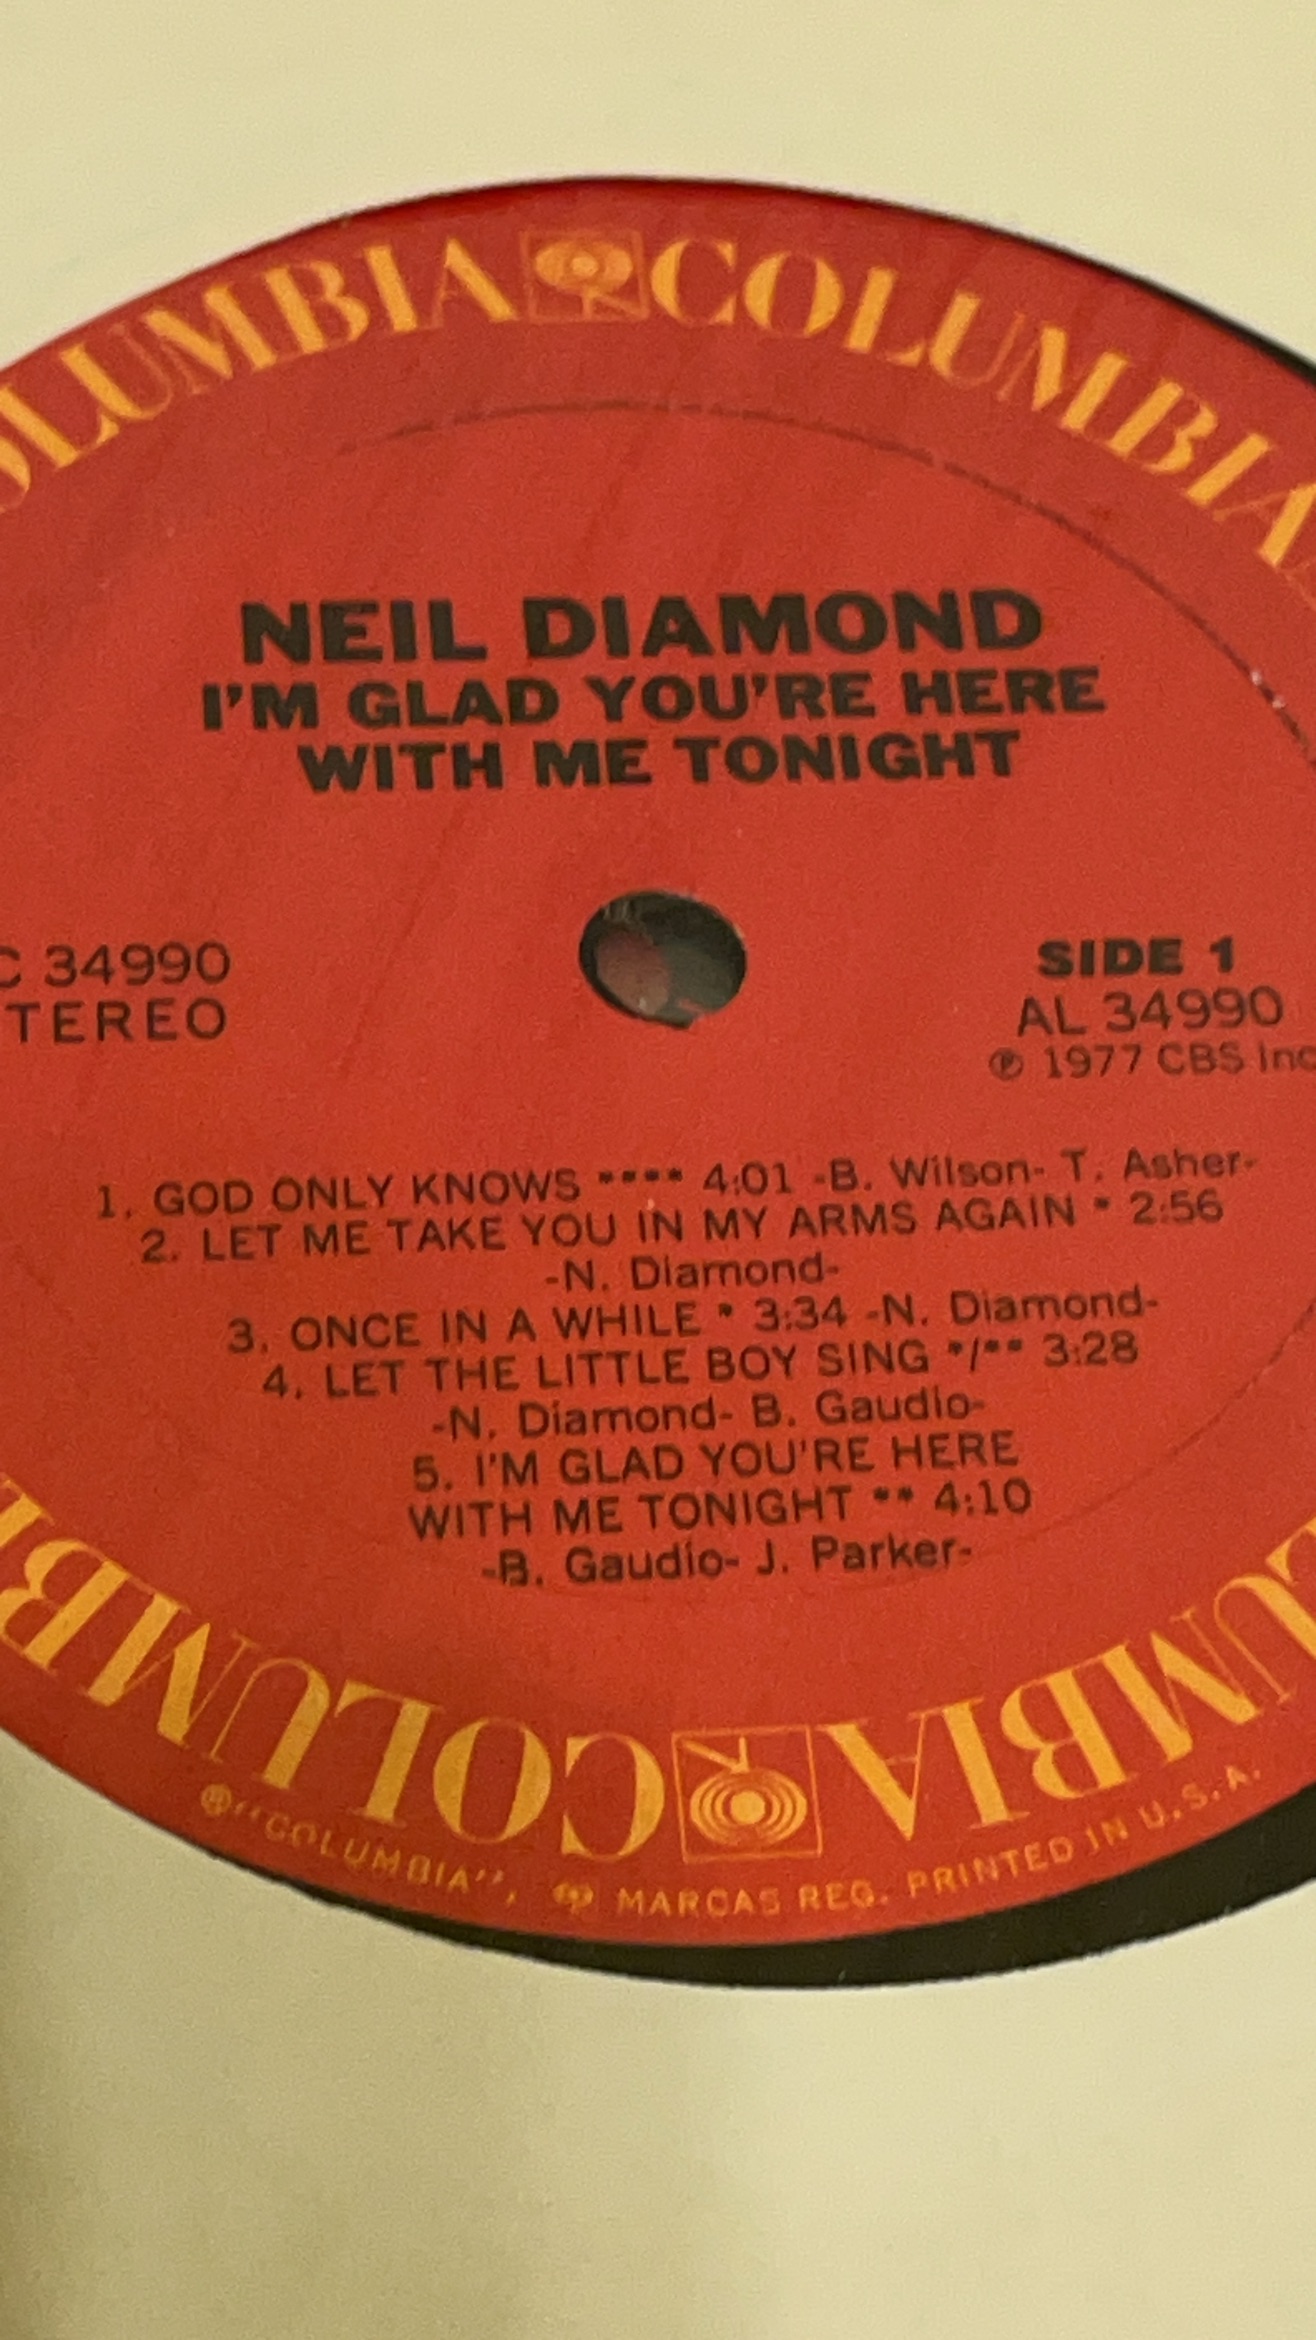 OLUMBIA COLUMBIA
NEIL DIAMOND
I'M GLAD YOU'RE HERE
WITH ME TONIGHT
C 34990
TEREO
SIDE 1
AL 34990
℗ 1977 CBS Inc
1. GOD ONLY KNOWS **** 4:01 -B. Wilson- T. Asher-
2. LET ME TAKE YOU IN MY ARMS AGAIN * 2:56
-N. Diamond-
3. ONCE IN A WHILE * 3:34 -N. Diamond-
4. LET THE LITTLE BOY SING */** 3:28
-N. Diamond- B. Gaudio-
5. I'M GLAD YOU'RE HERE
WITH ME TONIGHT ** 4:10
-B. Gaudio- J. Parker-
UMBIA COLUMBI
® "COLUMBIA", MARCAS REG. PRINTED IN U.S.A.